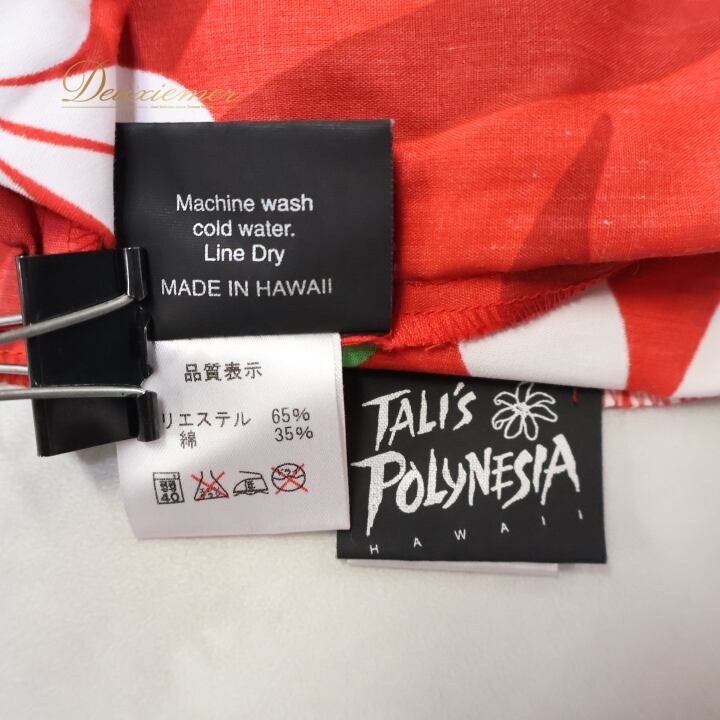 Deuxiemer
Machine wash
cold water.
Line Dry
MADE IN HAWAII
品質表示
リエステル 65%
綿 35%
40
TALI'S
POLYNESIA
HAWAII